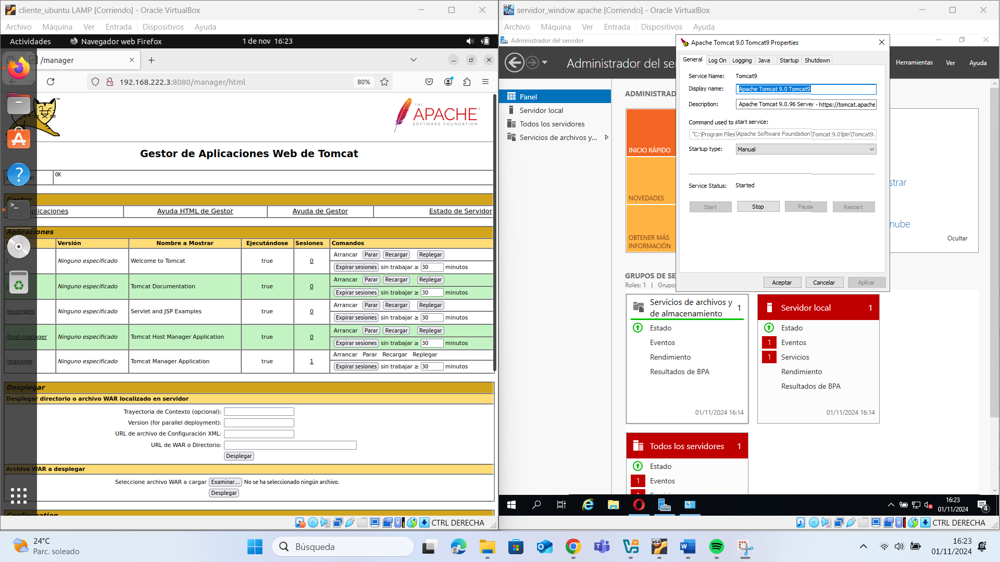 cliente_ubuntu LAMP [Corriendo] - Oracle VirtualBox
Archivo Máquina Ver Entrada Dispositivos Ayuda
Actividades Navegador web Firefox 1 de nov 16:23
/manager
192.168.222.3:8080/manager/html 80%
THE
APACHE
SOFTWARE FOUNDATION
TM
Gestor de Aplicaciones Web de Tomcat
OK
Gestor
plicaciones Ayuda HTML de Gestor Ayuda de Gestor Estado de Servidor
Aplicaciones
Versión Nombre a Mostrar Ejecutándose Sesiones Comandos
/ Ninguno especificado Welcome to Tomcat true 0 Arrancar Parar Recargar Replegar
Expirar sesiones sin trabajar ≥ 30 minutos
Ninguno especificado Tomcat Documentation true 0 Arrancar Parar Recargar Replegar
Expirar sesiones sin trabajar ≥ 30 minutos
/examples Ninguno especificado Servlet and JSP Examples true 0 Arrancar Parar Recargar Replegar
Expirar sesiones sin trabajar ≥ 30 minutos
/host-manager Ninguno especificado Tomcat Host Manager Application true 0 Arrancar Parar Recargar Replegar
Expirar sesiones sin trabajar ≥ 30 minutos
/manager Ninguno especificado Tomcat Manager Application true 1 Arrancar Parar Recargar Replegar
Expirar sesiones sin trabajar ≥ 30 minutos
Desplegar
Desplegar directorio o archivo WAR localizado en servidor
Trayectoria de Contexto (opcional):
Version (for parallel deployment):
URL de archivo de Configuración XML:
URL de WAR o Directorio:
Desplegar
Archivo WAR a desplegar
Seleccione archivo WAR a cargar Examinar... No se ha seleccionado ningún archivo.
Desplegar
Configuration
CTRL DERECHA
servidor_window apache [Corriendo] - Oracle VirtualBox
Archivo Máquina Ver Entrada Dispositivos Ayuda
Administrador del servidor
Administrador del se
Herramientas Ver Ayuda
Panel
Servidor local
Todos los servidores
Servicios de archivos y...
ADMINISTRAD
INICIO RÁPIDO
NOVEDADES
OBTENER MÁS
INFORMACIÓN
strar
nube
Ocultar
Apache Tomcat 9.0 Tomcat9 Properties
General Log On Logging Java Startup Shutdown
Service Name: Tomcat9
Display name: Apache Tomcat 9.0 Tomcat9
Description: Apache Tomcat 9.0.96 Server - https://tomcat.apache
Command used to start service:
"C:\Program Files\Apache Software Foundation\Tomcat 9.0\bin\Tomcat9.
Startup type: Manual
Service Status: Started
Start Stop Pause Restart
Aceptar Cancelar Aplicar
GRUPOS DE SE
Roles: 1 | Grupo
Servicios de archivos y
de almacenamiento 1
Estado
Eventos
Rendimiento
Resultados de BPA
01/11/2024 16:14
Servidor local 1
Estado
1 Eventos
1 Servicios
Rendimiento
Resultados de BPA
01/11/2024 16:14
Todos los servidores 1
Estado
1 Eventos
16:23
01/11/2024
4
CTRL DERECHA
24°C
Parc. soleado
Búsqueda
16:23
01/11/2024